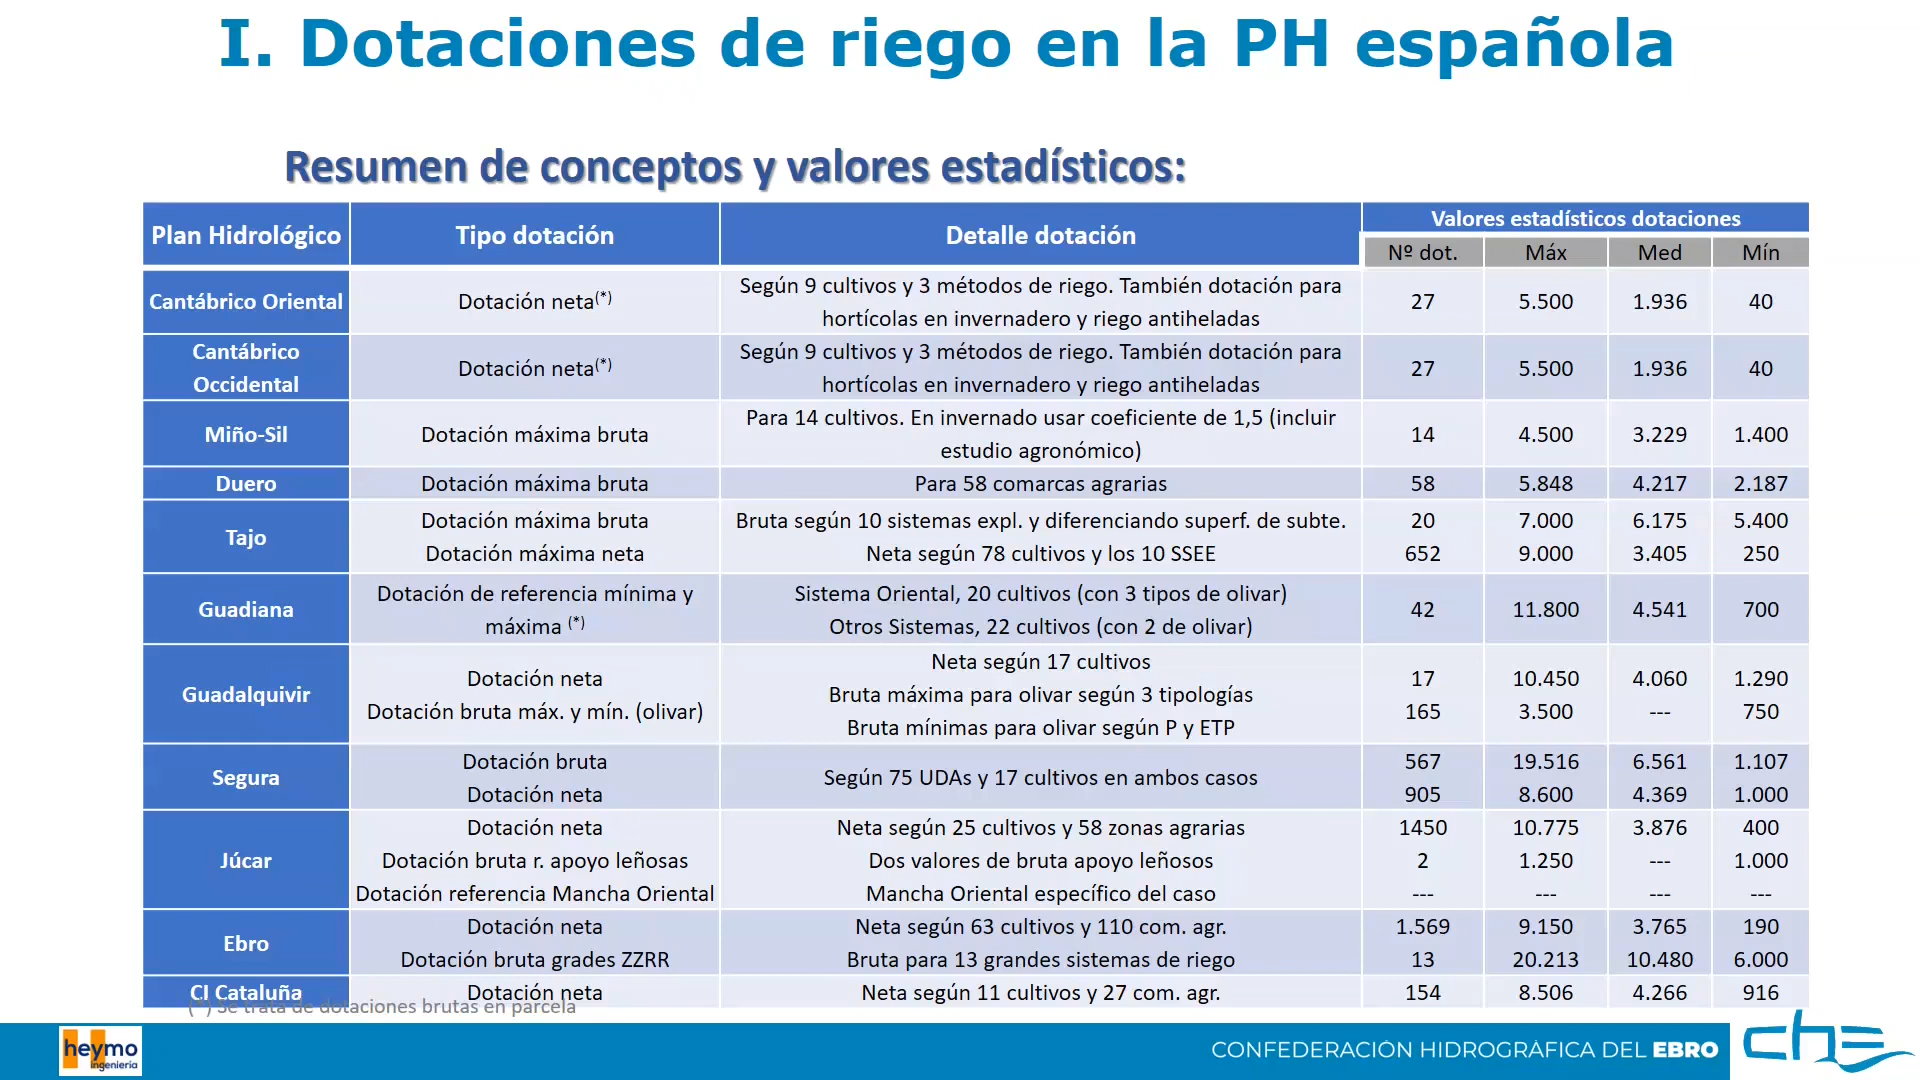 I. Dotaciones de riego en la PH española
Resumen de conceptos y valores estadísticos:
Plan Hidrológico
Tipo dotación
Detalle dotación
Valores estadísticos dotaciones
Nº dot.
Máx
Med
Mín
Cantábrico Oriental
Dotación neta(*)
Según 9 cultivos y 3 métodos de riego. También dotación para
hortícolas en invernadero y riego antiheladas
27
5.500
1.936
40
Cantábrico
Occidental
Dotación neta(*)
Según 9 cultivos y 3 métodos de riego. También dotación para
hortícolas en invernadero y riego antiheladas
27
5.500
1.936
40
Miño-Sil
Dotación máxima bruta
Para 14 cultivos. En invernado usar coeficiente de 1,5 (incluir
estudio agronómico)
14
4.500
3.229
1.400
Duero
Dotación máxima bruta
Para 58 comarcas agrarias
58
5.848
4.217
2.187
Tajo
Dotación máxima bruta
Dotación máxima neta
Bruta según 10 sistemas expl. y diferenciando superf. de subte.
Neta según 78 cultivos y los 10 SSEE
20
652
7.000
9.000
6.175
3.405
5.400
250
Guadiana
Dotación de referencia mínima y
máxima (*)
Sistema Oriental, 20 cultivos (con 3 tipos de olivar)
Otros Sistemas, 22 cultivos (con 2 de olivar)
42
11.800
4.541
700
Guadalquivir
Dotación neta
Dotación bruta máx. y mín. (olivar)
Neta según 17 cultivos
Bruta máxima para olivar según 3 tipologías
Bruta mínimas para olivar según P y ETP
17
165
10.450
3.500
4.060
---
1.290
750
Segura
Dotación bruta
Dotación neta
Según 75 UDAs y 17 cultivos en ambos casos
567
905
19.516
8.600
6.561
4.369
1.107
1.000
Júcar
Dotación neta
Dotación bruta r. apoyo leñosas
Dotación referencia Mancha Oriental
Neta según 25 cultivos y 58 zonas agrarias
Dos valores de bruta apoyo leñosos
Mancha Oriental específico del caso
1450
2
---
10.775
1.250
---
3.876
---
---
400
1.000
---
Ebro
Dotación neta
Dotación bruta grades ZZRR
Neta según 63 cultivos y 110 com. agr.
Bruta para 13 grandes sistemas de riego
1.569
13
9.150
20.213
3.765
10.480
190
6.000
CI Cataluña
Dotación neta
Neta según 11 cultivos y 27 com. agr.
154
8.506
4.266
916
(*) Se trata de dotaciones brutas en parcela
heymo
ingeniería
CONFEDERACIÓN HIDROGRÁFICA DEL EBRO
che